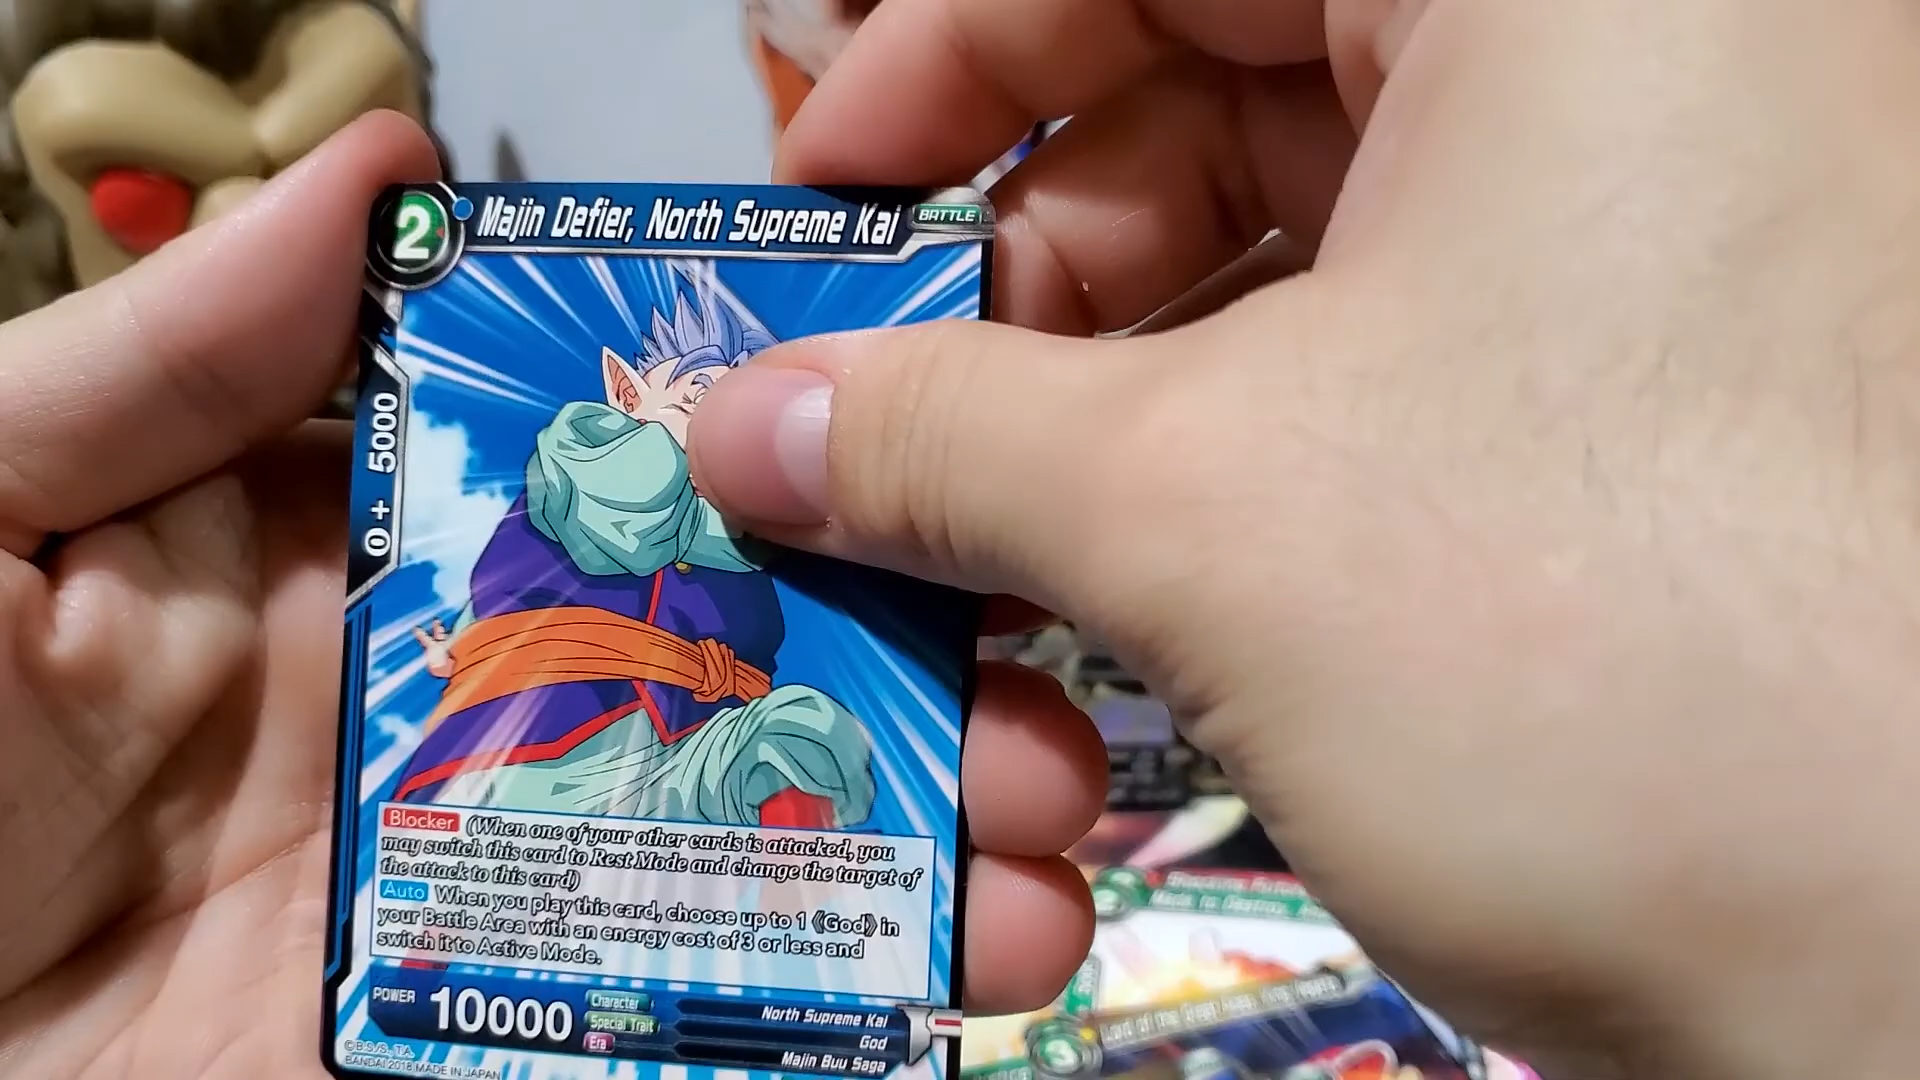 2
Majin Defier, North Supreme Kai
BATTLE
0 + 5000
Blocker (When one of your other cards is attacked, you
may switch this card to Rest Mode and change the target of
the attack to this card)
Auto When you play this card, choose up to 1 《God》 in
your Battle Area with an energy cost of 3 or less and
switch it to Active Mode.
POWER 10000
Character North Supreme Kai
Special Trait God
Era Majin Buu Saga
©B.S./S., T.A.
BANDAI 2018 MADE IN JAPAN